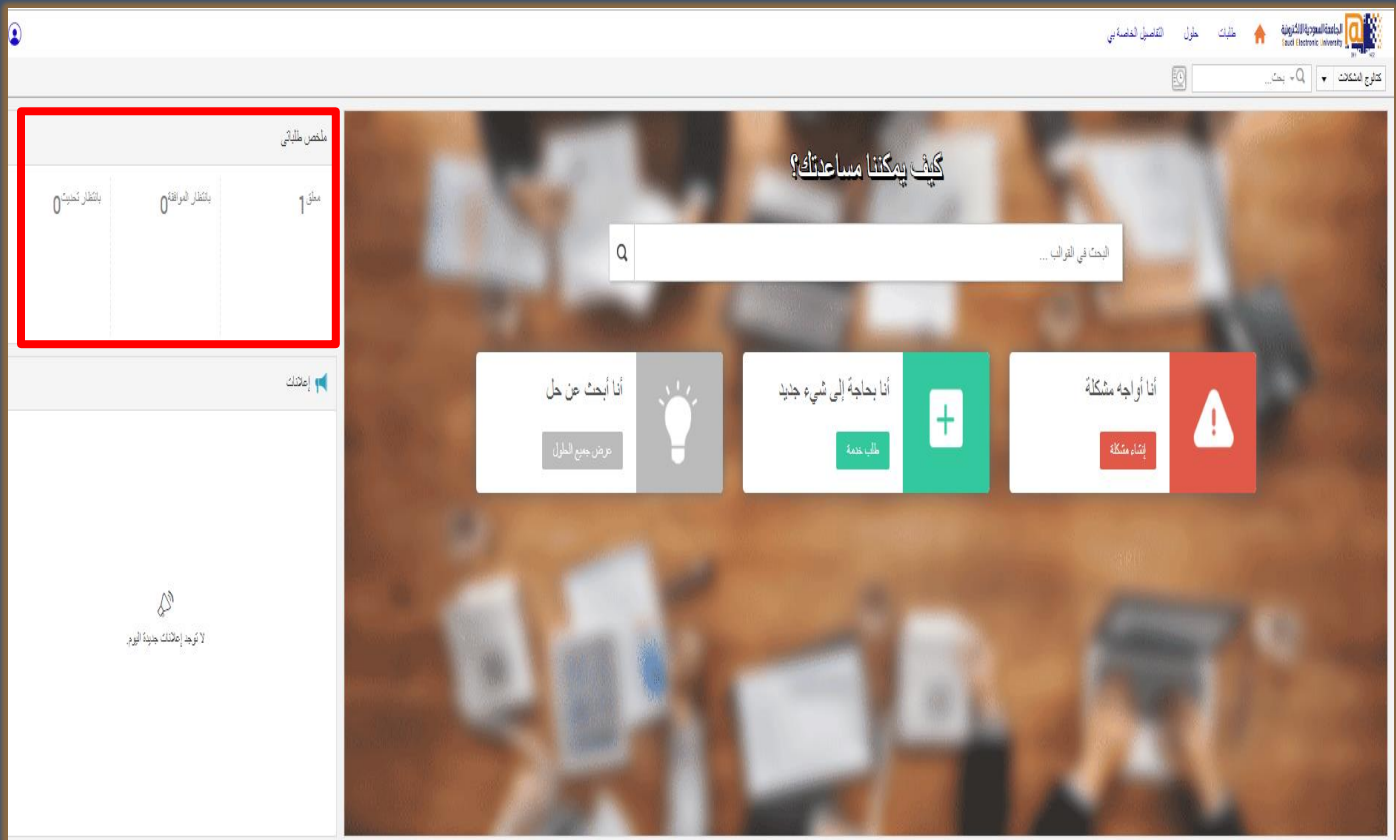 الجامعة السعودية الالكترونية
Saudi Electronic University
طلبات
حلول
التفاصيل الخاصة بي
كتالوج المشكلات
بحث...
كيف يمكننا مساعدتك؟
البحث في القوالب ...
أنا أواجه مشكلة
إنشاء مشكلة
أنا بحاجة إلى شيء جديد
طلب خدمة
أنا أبحث عن حل
عرض جميع الحلول
ملخص طلباتي
معلق 1
بانتظار الموافقة 0
بانتظار تحديث 0
إعلانات
لا توجد إعلانات جديدة اليوم.